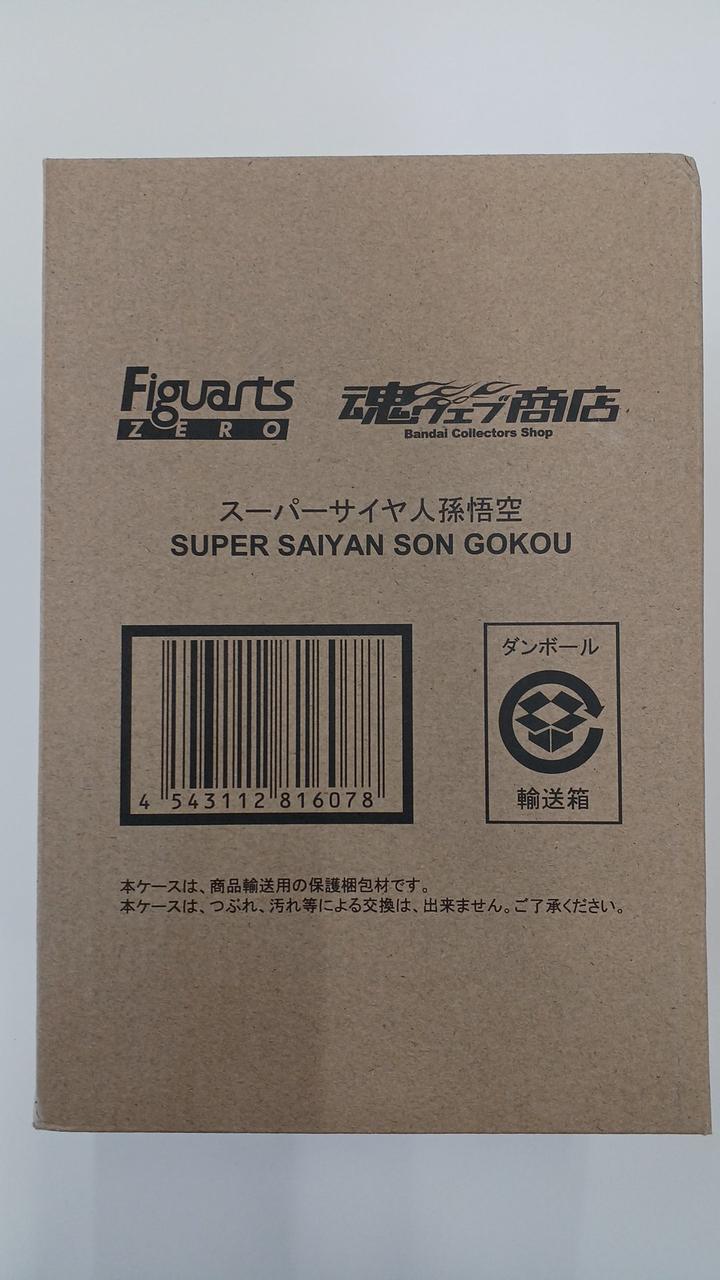 Figuarts
ZERO
魂ウェブ商店
Bandai Collectors Shop
スーパーサイヤ人孫悟空
SUPER SAIYAN SON GOKOU
4 543112 816078
ダンボール
輸送箱
本ケースは、商品輸送用の保護梱包材です。
本ケースは、つぶれ、汚れ等による交換は、出来ません。ご了承ください。